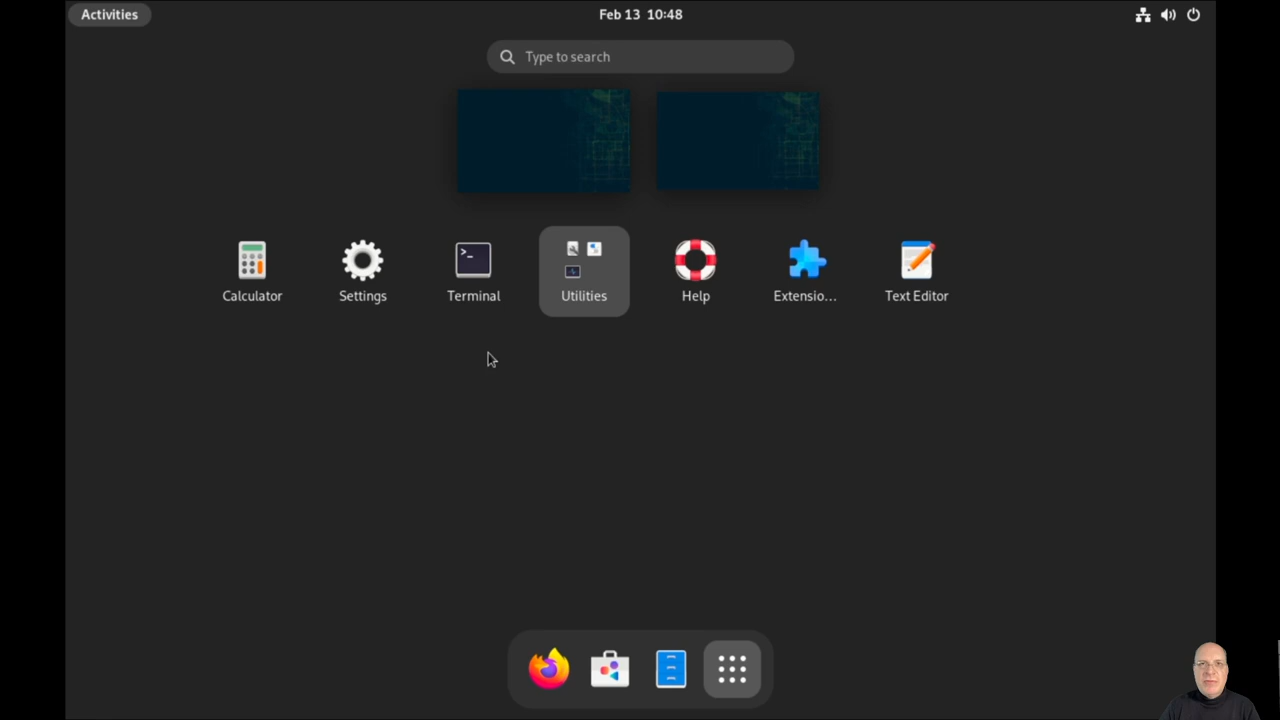 Activities
Feb 13 10:48
Type to search
Calculator
Settings
Terminal
Utilities
Help
Extensio...
Text Editor